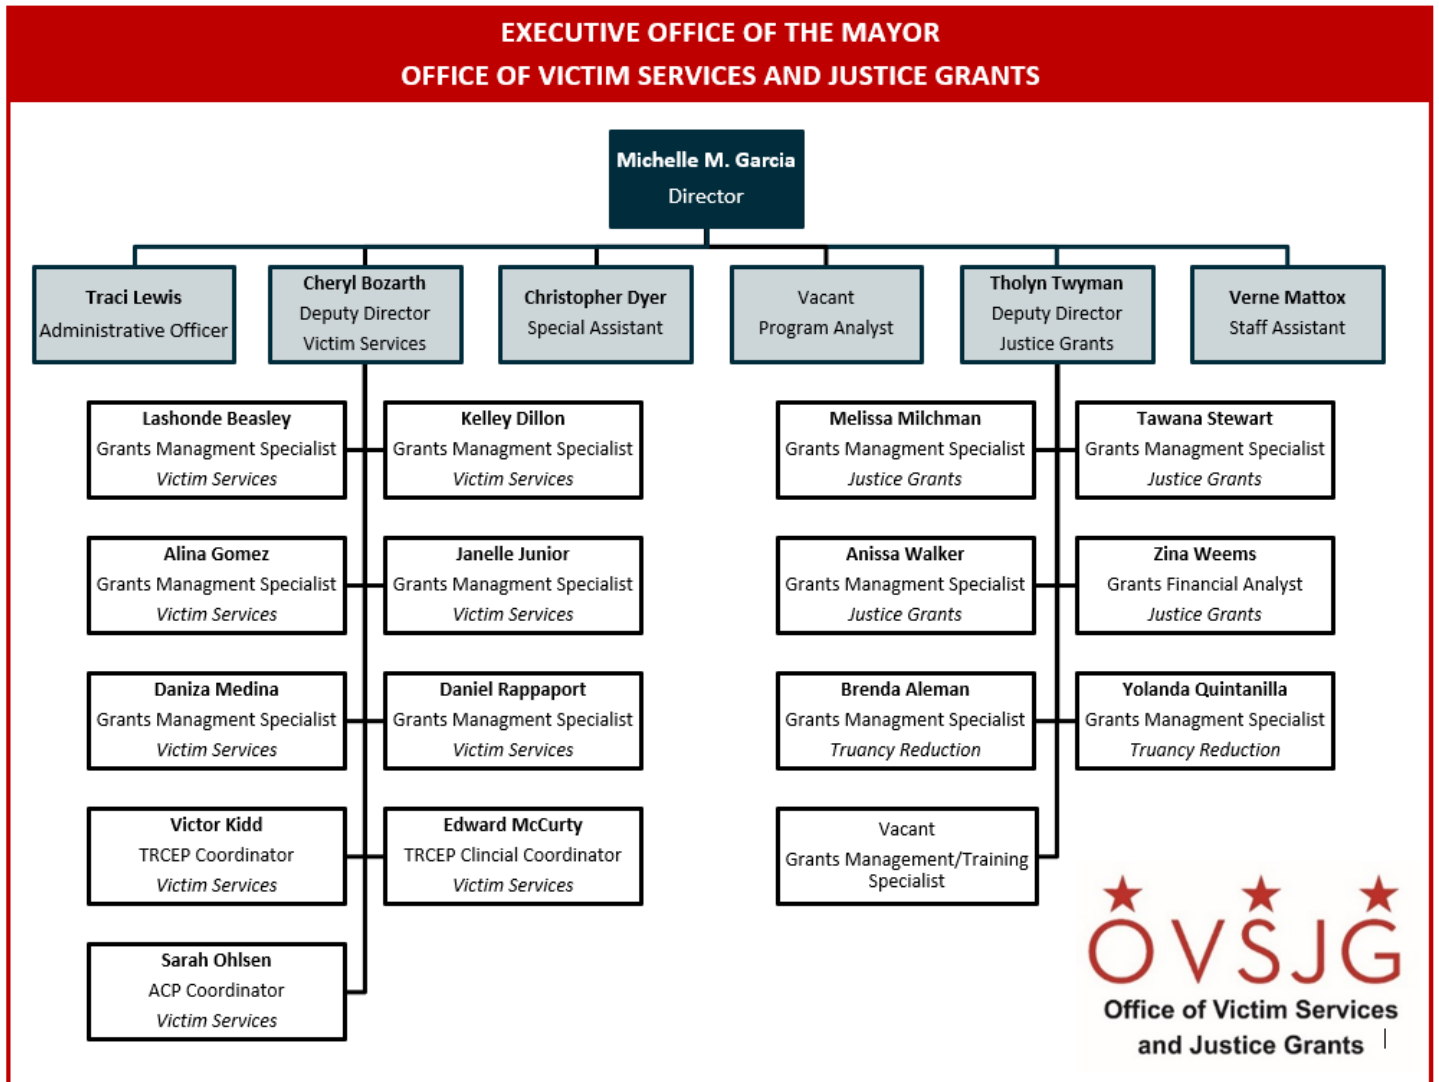 EXECUTIVE OFFICE OF THE MAYOR
OFFICE OF VICTIM SERVICES AND JUSTICE GRANTS
Michelle M. Garcia
Director
Traci Lewis
Administrative Officer
Cheryl Bozarth
Deputy Director
Victim Services
Christopher Dyer
Special Assistant
Vacant
Program Analyst
Tholyn Twyman
Deputy Director
Justice Grants
Verne Mattox
Staff Assistant
Lashonde Beasley
Grants Managment Specialist
Victim Services
Kelley Dillon
Grants Managment Specialist
Victim Services
Melissa Milchman
Grants Managment Specialist
Justice Grants
Tawana Stewart
Grants Managment Specialist
Justice Grants
Alina Gomez
Grants Managment Specialist
Victim Services
Janelle Junior
Grants Managment Specialist
Victim Services
Anissa Walker
Grants Managment Specialist
Justice Grants
Zina Weems
Grants Financial Analyst
Justice Grants
Daniza Medina
Grants Managment Specialist
Victim Services
Daniel Rappaport
Grants Managment Specialist
Victim Services
Brenda Aleman
Grants Managment Specialist
Truancy Reduction
Yolanda Quintanilla
Grants Managment Specialist
Truancy Reduction
Victor Kidd
TRCEP Coordinator
Victim Services
Edward McCurty
TRCEP Clincial Coordinator
Victim Services
Vacant
Grants Management/Training
Specialist
Sarah Ohlsen
ACP Coordinator
Victim Services
OVSJG
Office of Victim Services
and Justice Grants